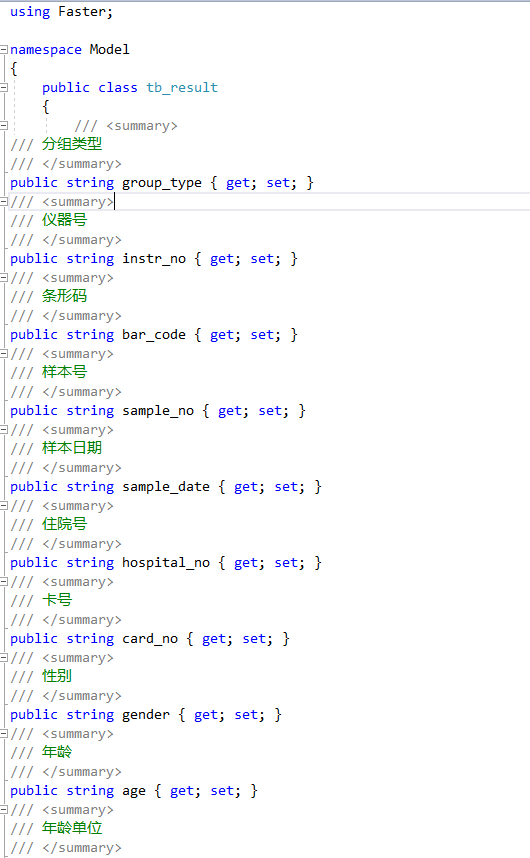 using Faster;
namespace Model
{
public class tb_result
{
/// <summary>
/// 分组类型
/// </summary>
public string group_type { get; set; }
/// <summary>
/// 仪器号
/// </summary>
public string instr_no { get; set; }
/// <summary>
/// 条形码
/// </summary>
public string bar_code { get; set; }
/// <summary>
/// 样本号
/// </summary>
public string sample_no { get; set; }
/// <summary>
/// 样本日期
/// </summary>
public string sample_date { get; set; }
/// <summary>
/// 住院号
/// </summary>
public string hospital_no { get; set; }
/// <summary>
/// 卡号
/// </summary>
public string card_no { get; set; }
/// <summary>
/// 性别
/// </summary>
public string gender { get; set; }
/// <summary>
/// 年龄
/// </summary>
public string age { get; set; }
/// <summary>
/// 年龄单位
/// </summary>